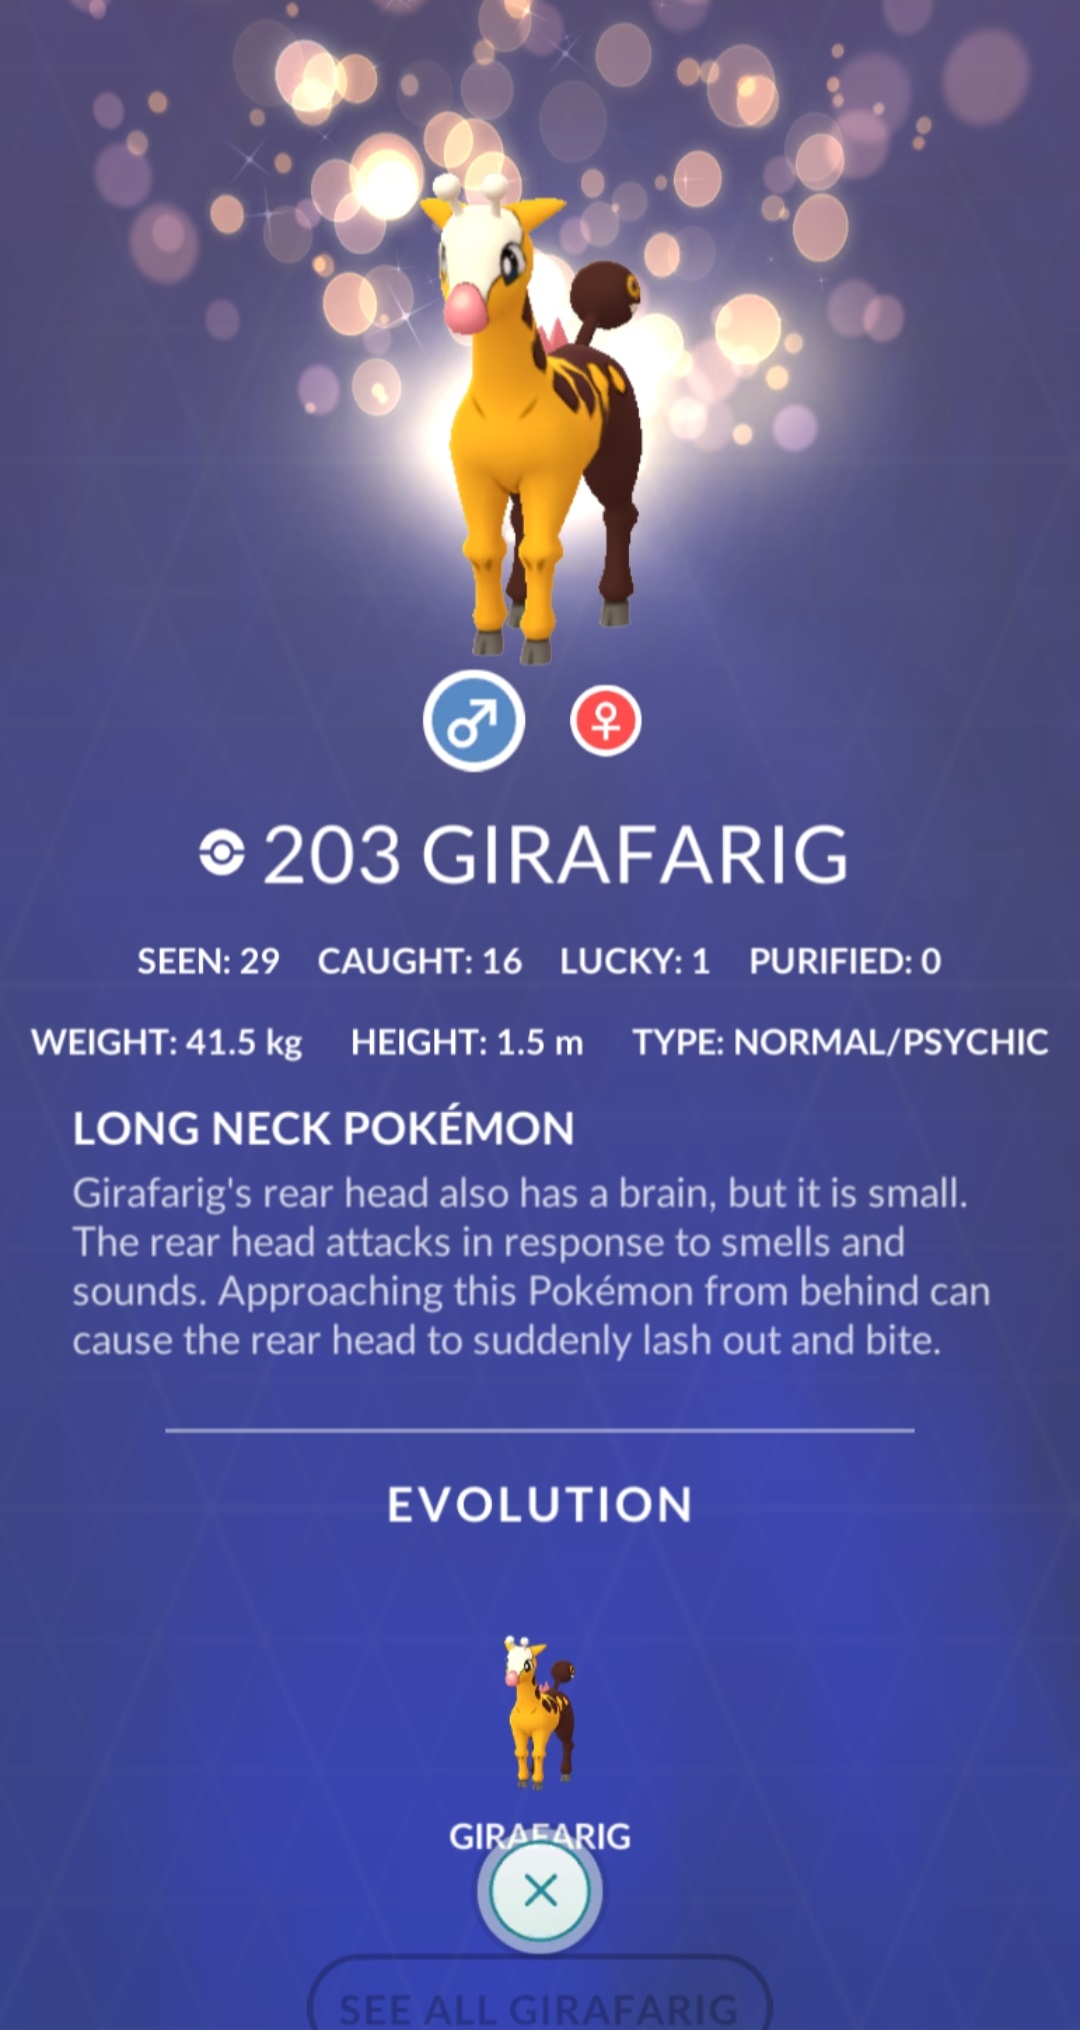 203 GIRAFARIG
SEEN: 29 CAUGHT: 16 LUCKY: 1 PURIFIED: 0
WEIGHT: 41.5 kg HEIGHT: 1.5 m TYPE: NORMAL/PSYCHIC
LONG NECK POKÉMON
Girafarig's rear head also has a brain, but it is small.
The rear head attacks in response to smells and
sounds. Approaching this Pokémon from behind can
cause the rear head to suddenly lash out and bite.
EVOLUTION
GIRAFARIG
SEE ALL GIRAFARIG